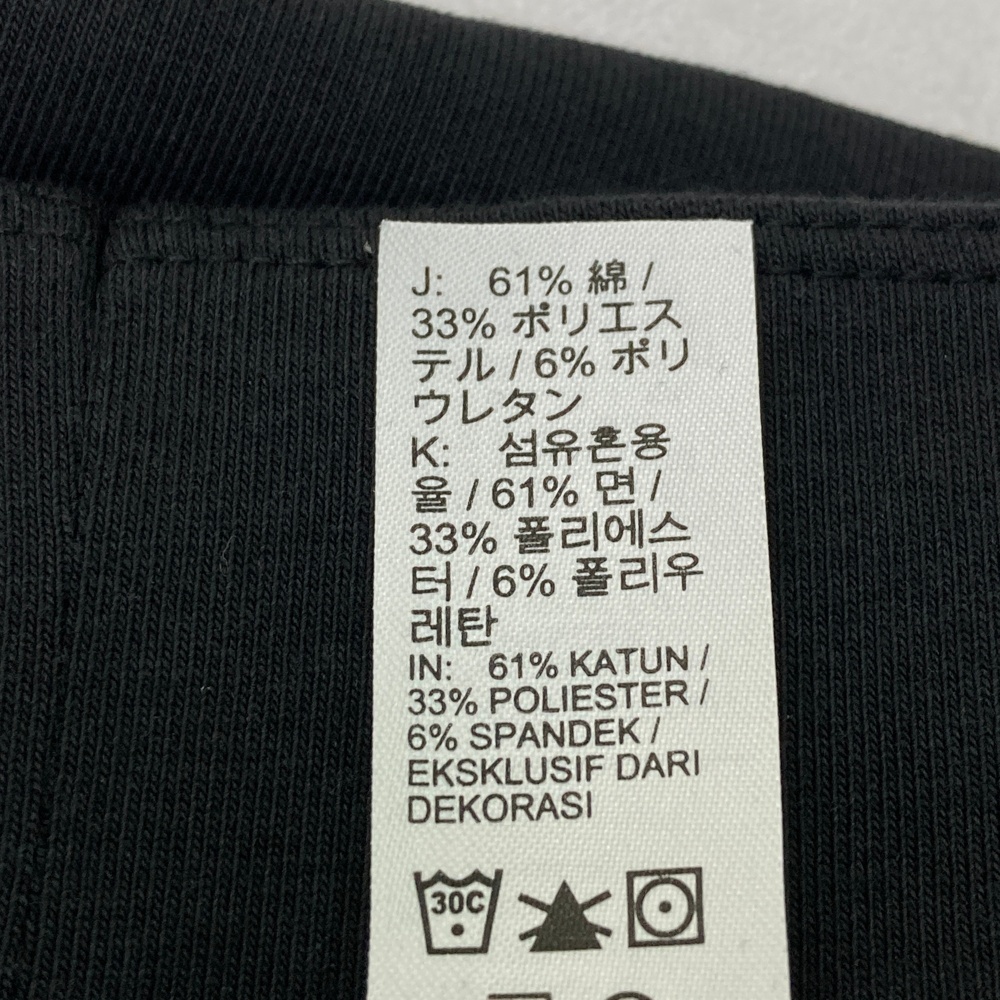 J: 61% 綿 /
33% ポリエス
テル / 6% ポリ
ウレタン
K: 섬유혼용
율 / 61% 면 /
33% 폴리에스
터 / 6% 폴리우
레탄
IN: 61% KATUN /
33% POLIESTER /
6% SPANDEK /
EKSKLUSIF DARI
DEKORASI
30C